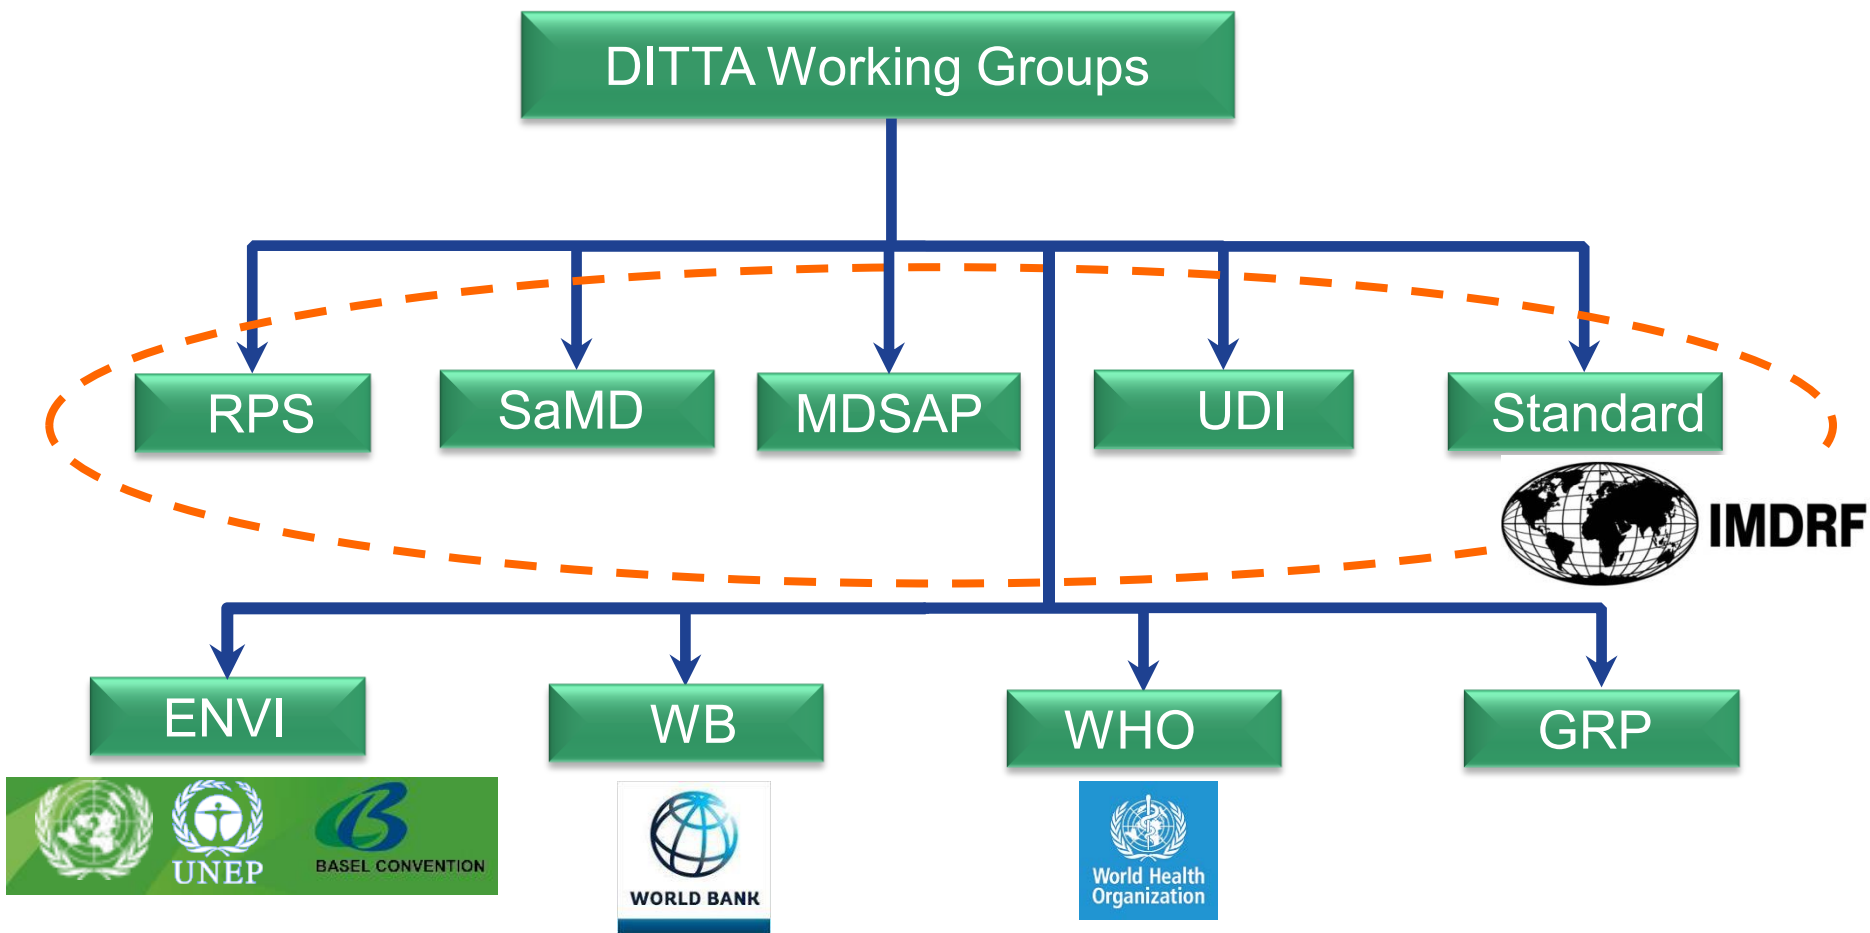 DITTA Working Groups
RPS
SaMD
MDSAP
UDI
Standard
IMDRF
ENVI
WB
WHO
GRP
UNEP
BASEL CONVENTION
WORLD BANK
World Health
Organization